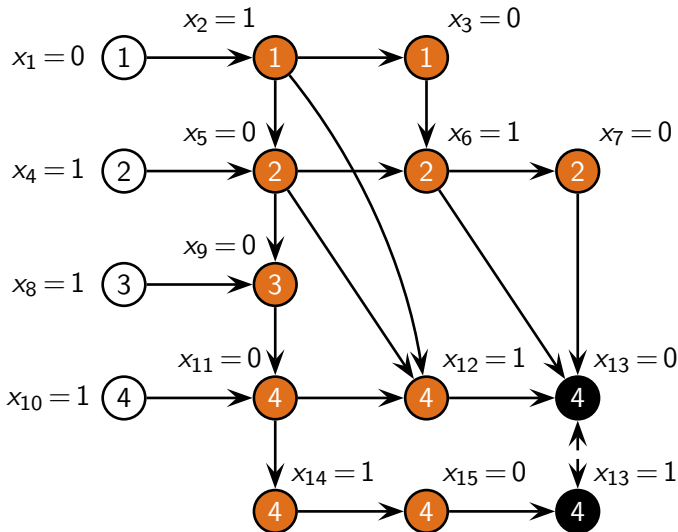 x₂ = 1 x₃ = 0
x₁ = 0 1 1 1
x₅ = 0 x₆ = 1 x₇ = 0
x₄ = 1 2 2 2 2
x₉ = 0
x₈ = 1 3 3
x₁₁ = 0 x₁₂ = 1 x₁₃ = 0
x₁₀ = 1 4 4 4 4
x₁₄ = 1 x₁₅ = 0 x₁₃ = 1
4 4 4